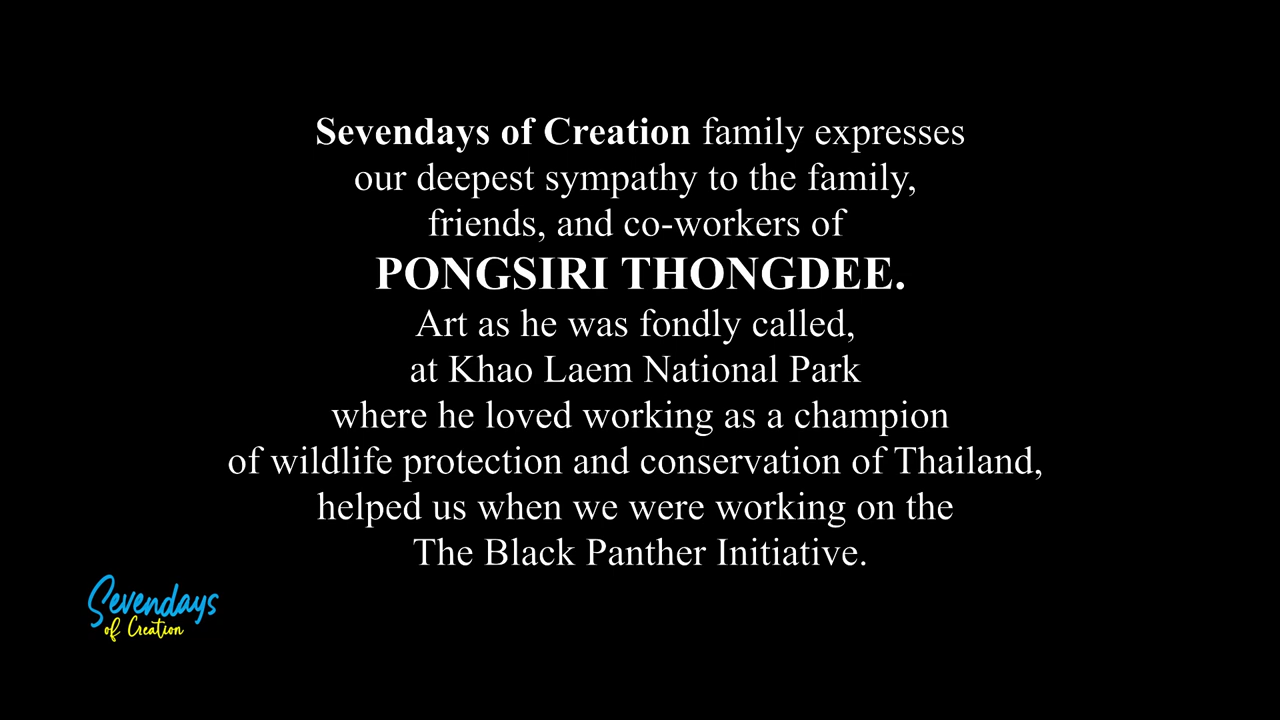 Sevendays of Creation family expresses
our deepest sympathy to the family,
friends, and co-workers of
PONGSIRI THONGDEE.
Art as he was fondly called,
at Khao Laem National Park
where he loved working as a champion
of wildlife protection and conservation of Thailand,
helped us when we were working on the
The Black Panther Initiative.
Sevendays
of Creation